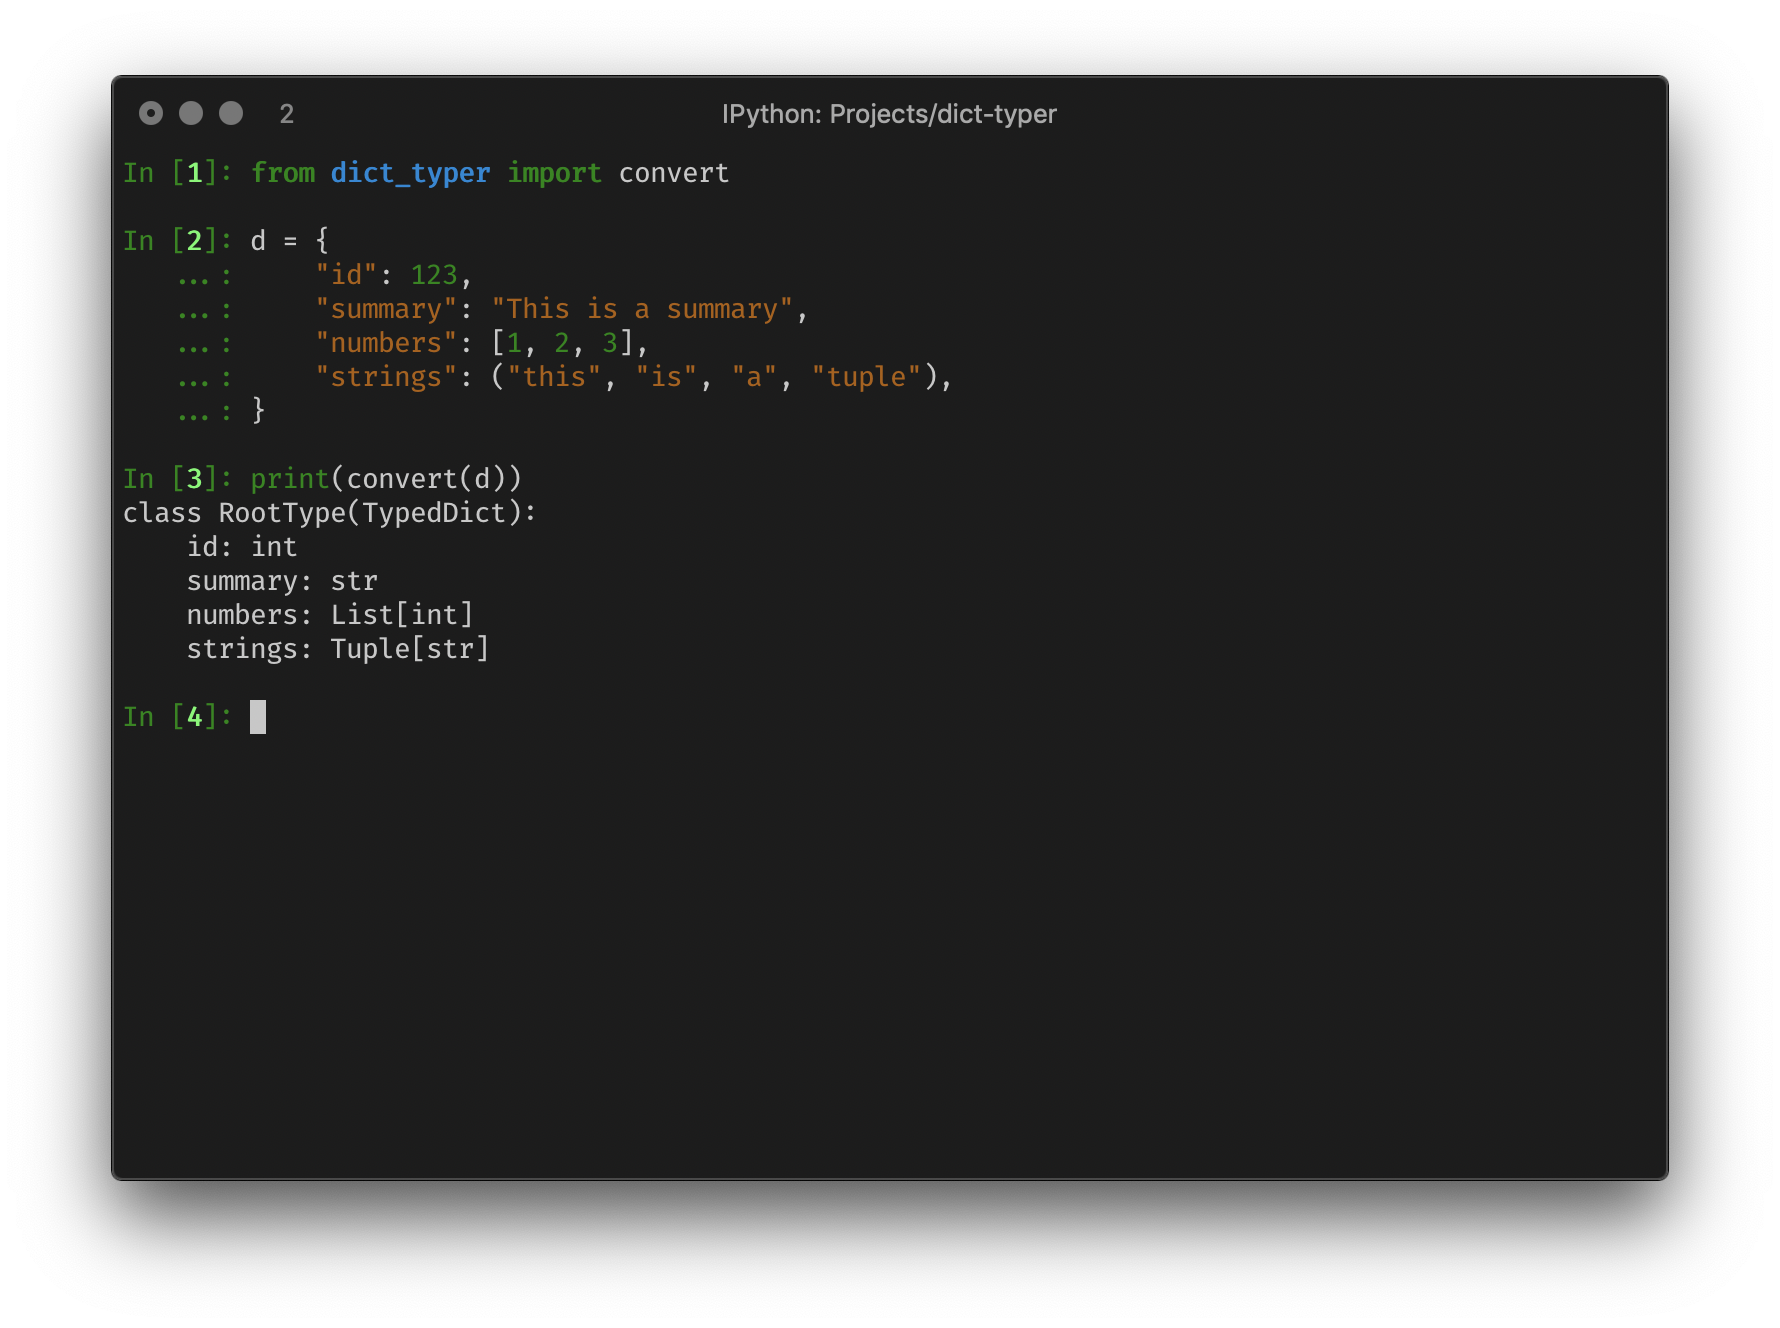 2 IPython: Projects/dict-typer
In [1]: from dict_typer import convert
In [2]: d = {
   ...:     "id": 123,
   ...:     "summary": "This is a summary",
   ...:     "numbers": [1, 2, 3],
   ...:     "strings": ("this", "is", "a", "tuple"),
   ...: }
In [3]: print(convert(d))
class RootType(TypedDict):
    id: int
    summary: str
    numbers: List[int]
    strings: Tuple[str]
In [4]: